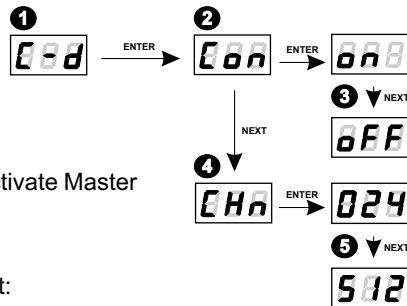 1 2
C-d ENTER Con ENTER on
3 NEXT
NEXT oFF
tivate Master
4
CHn ENTER 024
5 NEXT
t:
512